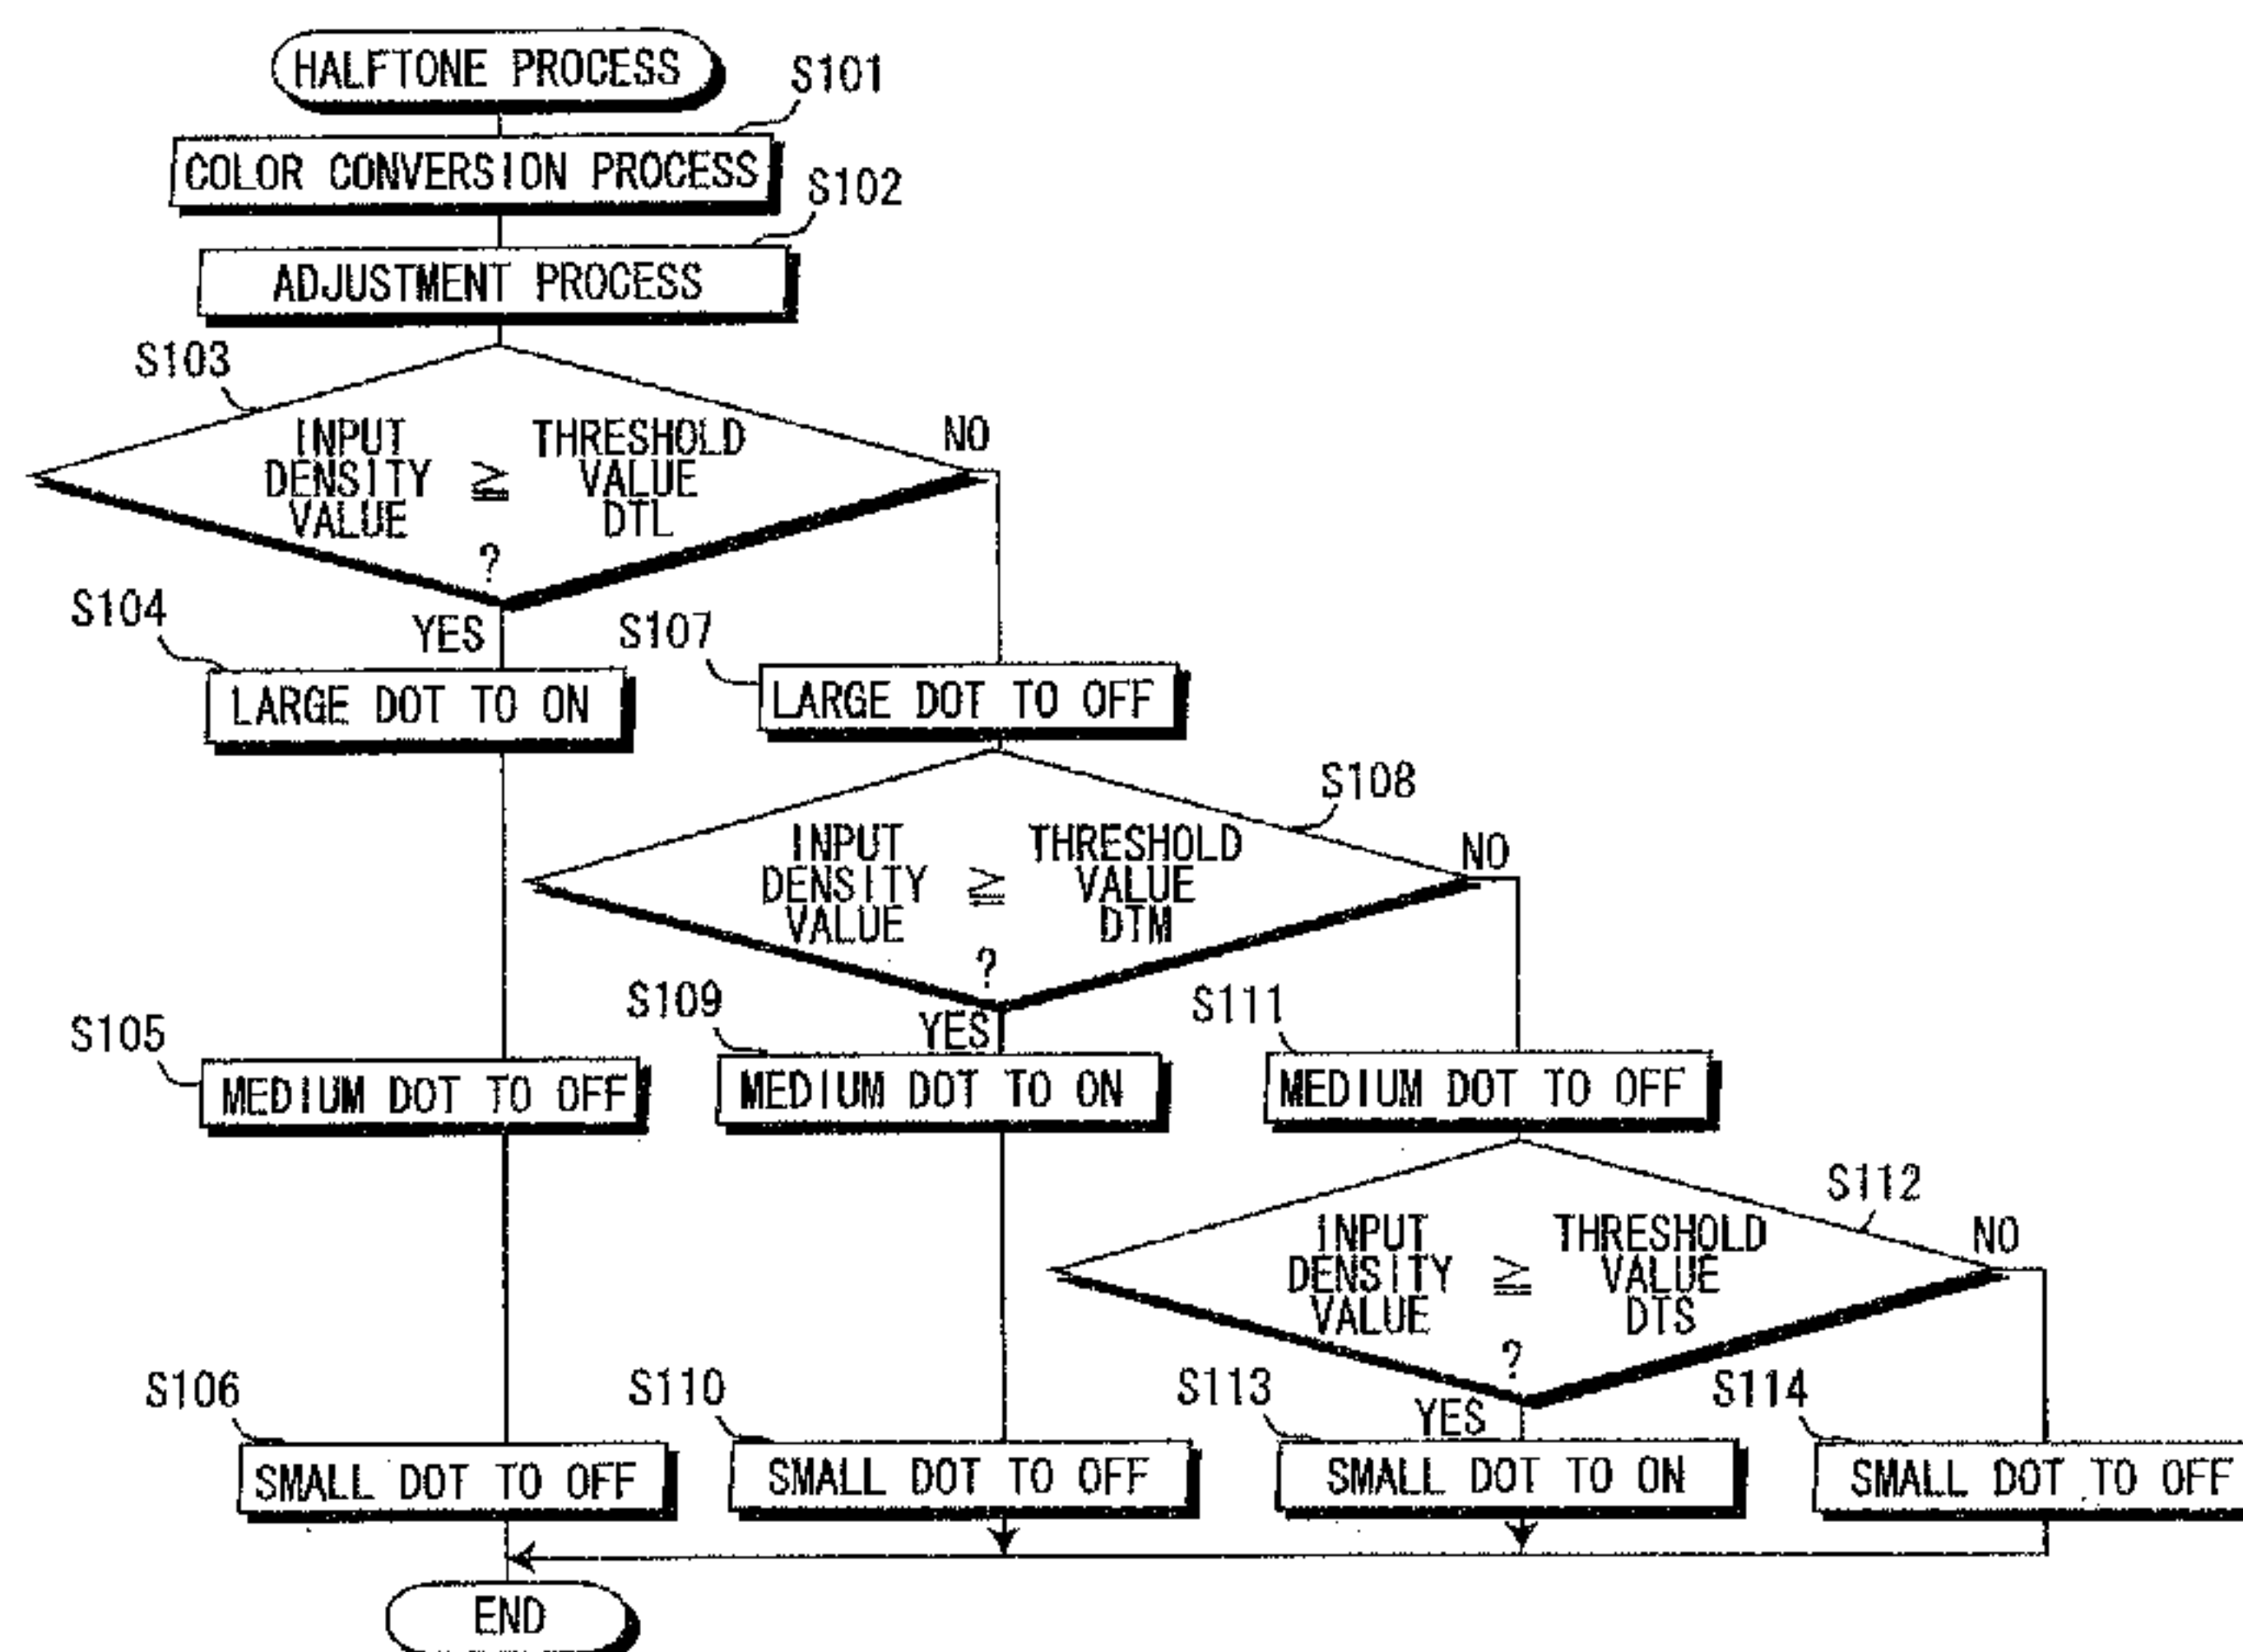 HALFTONE PROCESS
S101
COLOR CONVERSION PROCESS
S102
ADJUSTMENT PROCESS
S103
INPUT
DENSITY
VALUE
≧
THRESHOLD
VALUE
DTL
?
NO
YES
S104
LARGE DOT TO ON
S107
LARGE DOT TO OFF
S108
INPUT
DENSITY
VALUE
≧
THRESHOLD
VALUE
DTM
?
NO
YES
S105
MEDIUM DOT TO OFF
S109
MEDIUM DOT TO ON
S111
MEDIUM DOT TO OFF
S112
INPUT
DENSITY
VALUE
≧
THRESHOLD
VALUE
DTS
?
NO
YES
S106
SMALL DOT TO OFF
S110
SMALL DOT TO OFF
S113
SMALL DOT TO ON
S114
SMALL DOT TO OFF
END